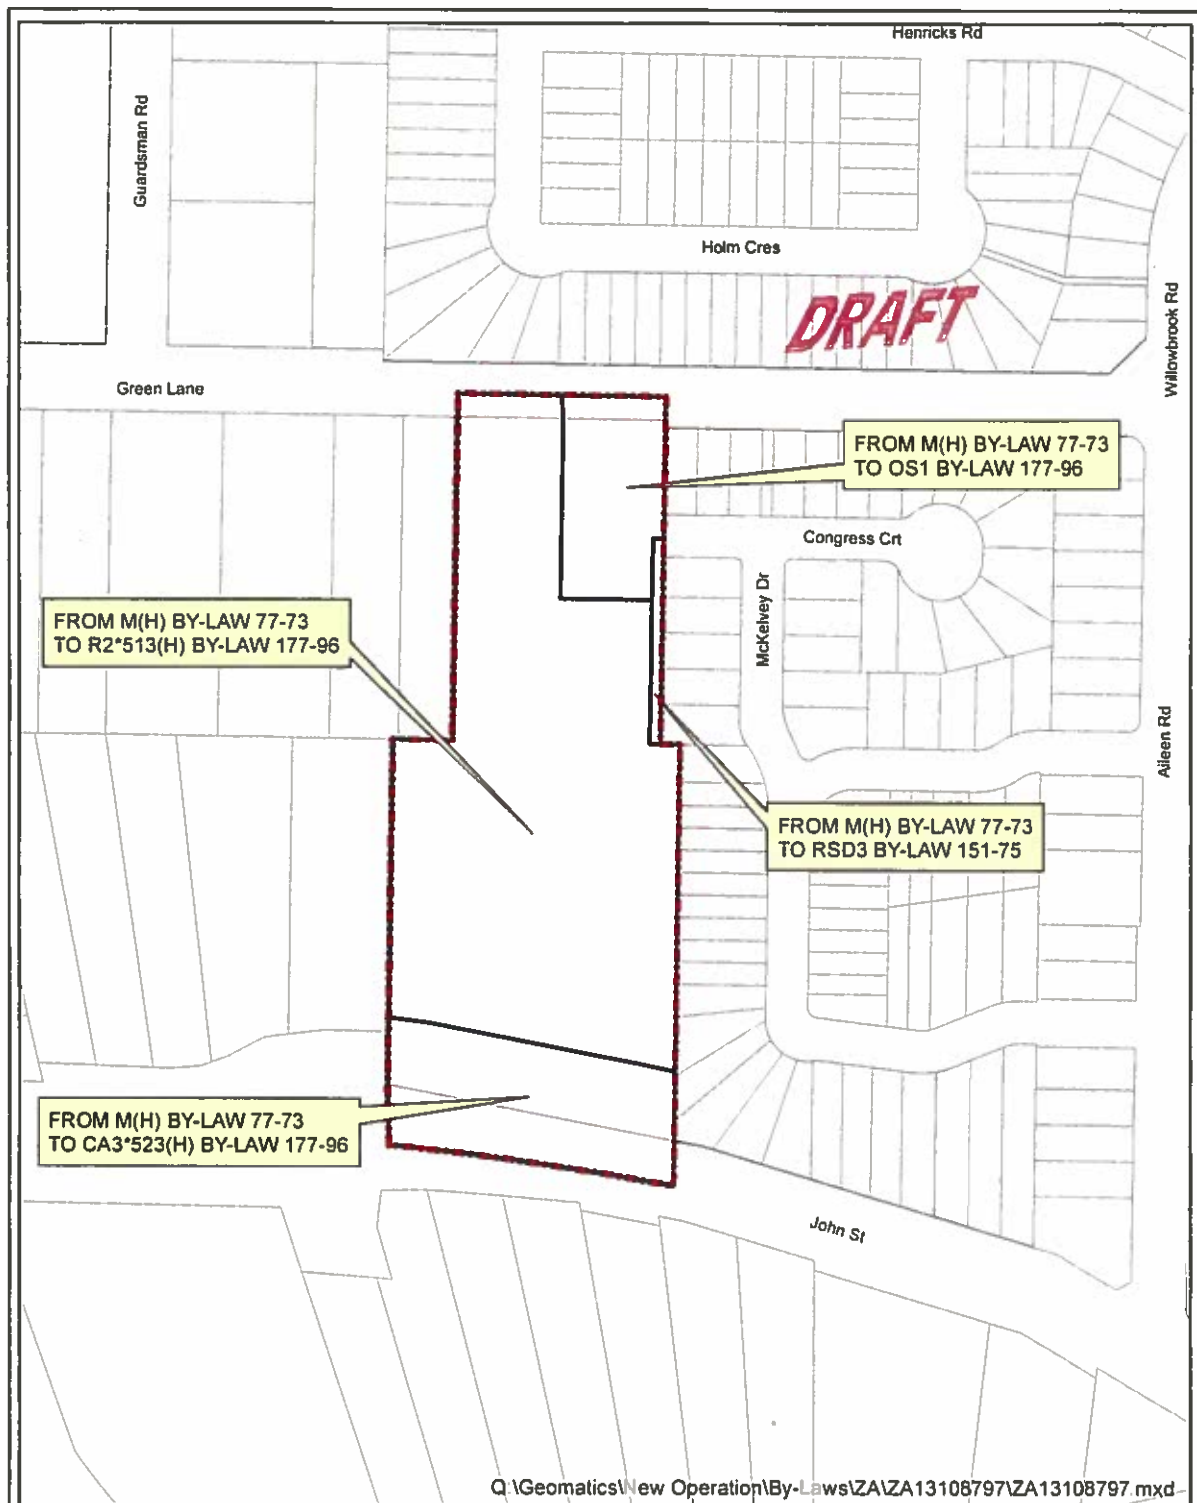 Henricks Rd
Guardsman Rd
Holm Cres
DRAFT
Willowbrook Rd
Green Lane
FROM M(H) BY-LAW 77-73
TO OS1 BY-LAW 177-96
Congress Crt
McKelvey Dr
FROM M(H) BY-LAW 77-73
TO R2*513(H) BY-LAW 177-96
Aileen Rd
FROM M(H) BY-LAW 77-73
TO RSD3 BY-LAW 151-75
FROM M(H) BY-LAW 77-73
TO CA3*523(H) BY-LAW 177-96
John St
Q:\Geomatics\New Operation\By-Laws\ZA\ZA13108797\ZA13108797.mxd